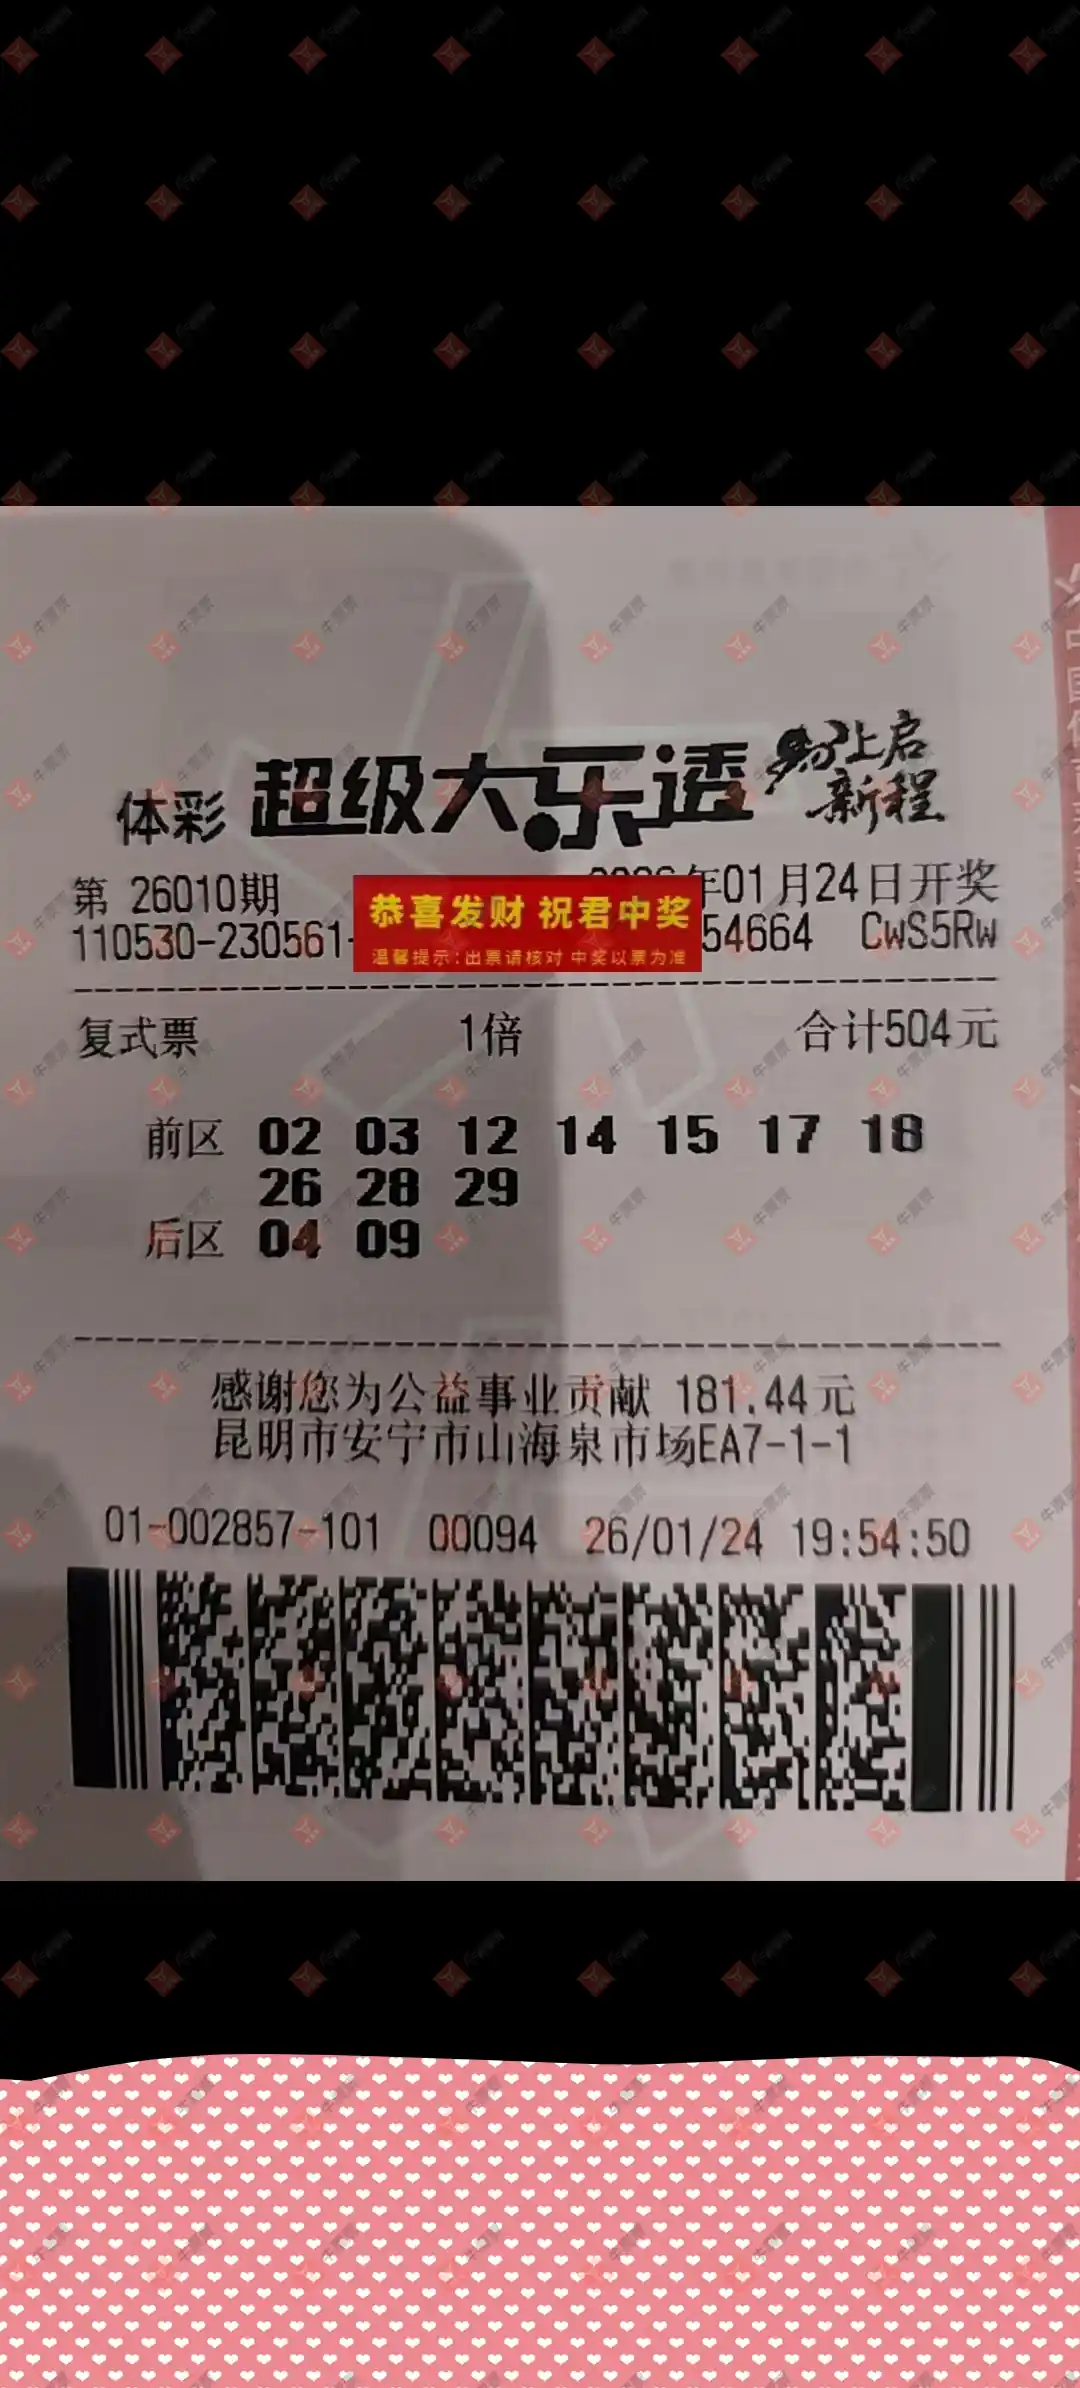 体彩 超级大乐透 马上启新程
第 26010期 年01月24日开奖
110530-230561- 54664 CwS5Rw
恭喜发财 祝君中奖
温馨提示:出票请核对 中奖以票为准
复式票 1倍 合计504元
前区 02 03 12 14 15 17 18
26 28 29
后区 04 09
感谢您为公益事业贡献 181.44元
昆明市安宁市山海泉市场EA7-1-1
01-002857-101 00094 26/01/24 19:54:50
牛票票